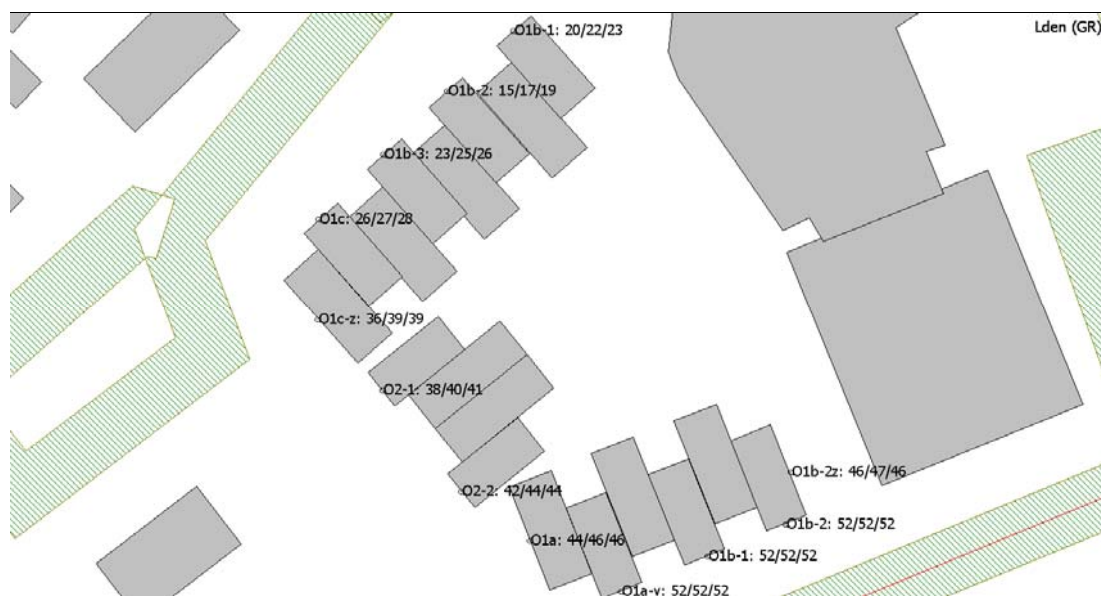 Lden (GR)
O1b-1: 20/22/23
O1b-2: 15/17/19
O1b-3: 23/25/26
O1c: 26/27/28
O1c-z: 36/39/39
O2-1: 38/40/41
O1b-2z: 46/47/46
O2-2: 42/44/44
O1b-2: 52/52/52
O1a: 44/46/46
O1b-1: 52/52/52
O1a-v: 52/52/52